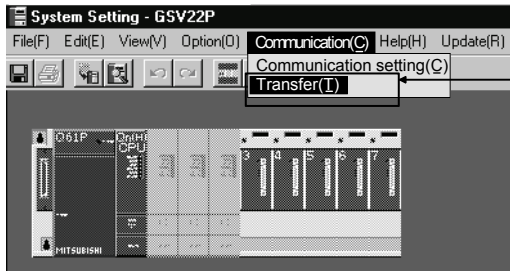 System Setting - GSV22P
File(F) Edit(E) View(V) Option(O) Communication(C) Help(H) Update(R)
Communication setting(C)
Transfer(T)
Q61P Qn(H)
CPU
3 4 5 6 7
MITSUBISHI